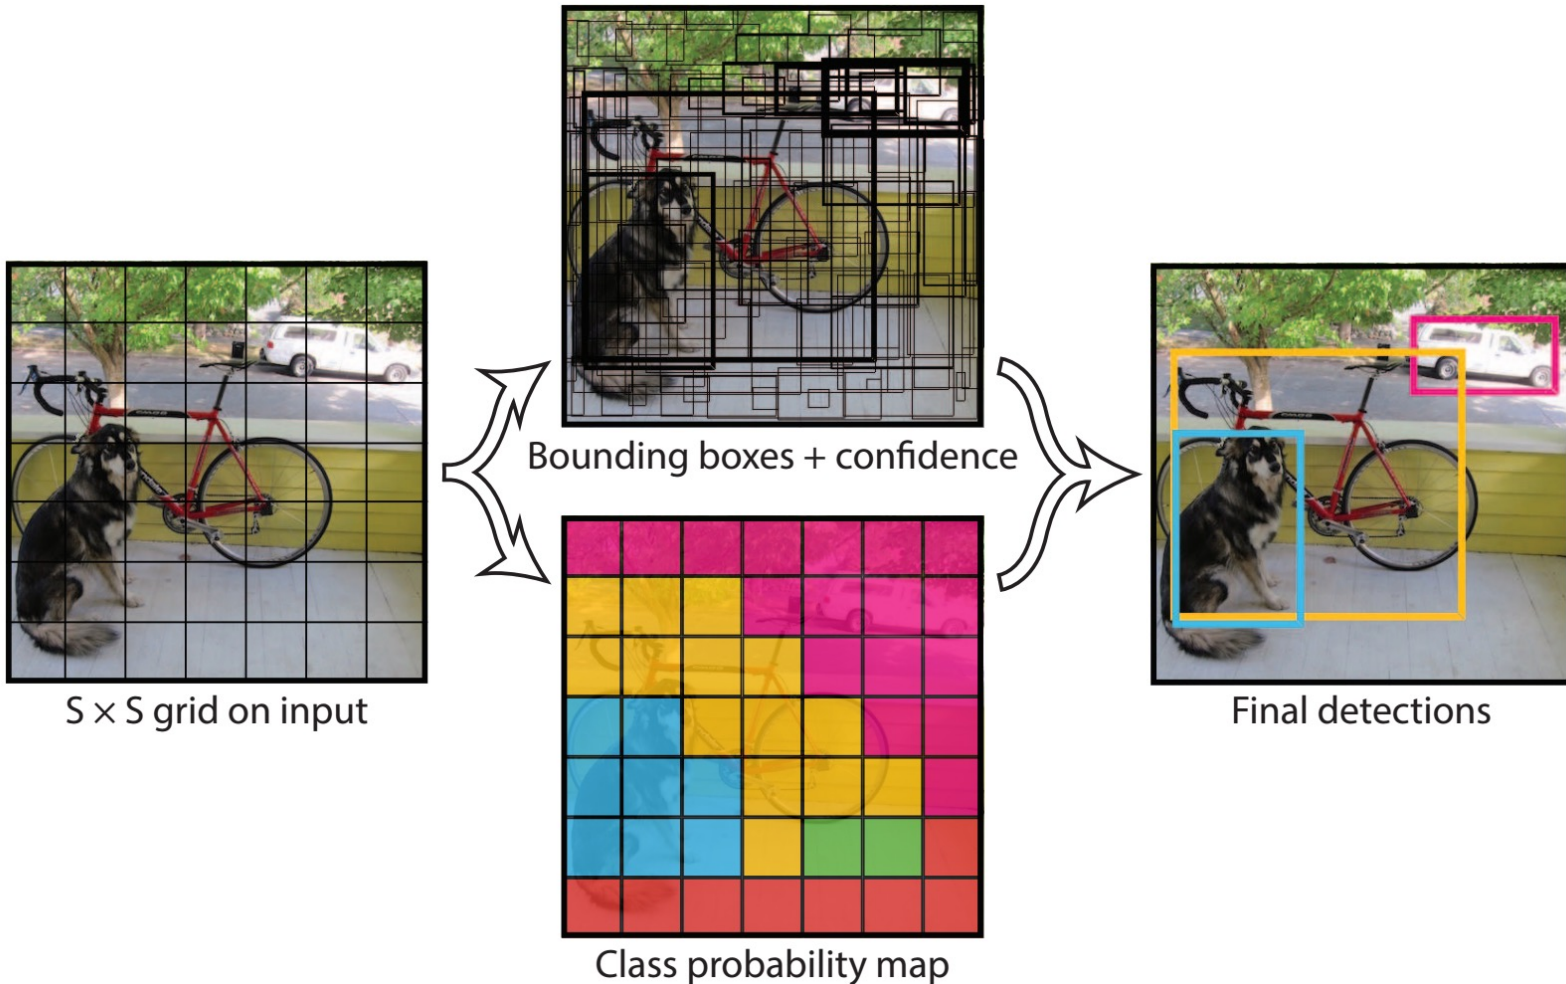 S × S grid on input
Bounding boxes + confidence
Class probability map
Final detections